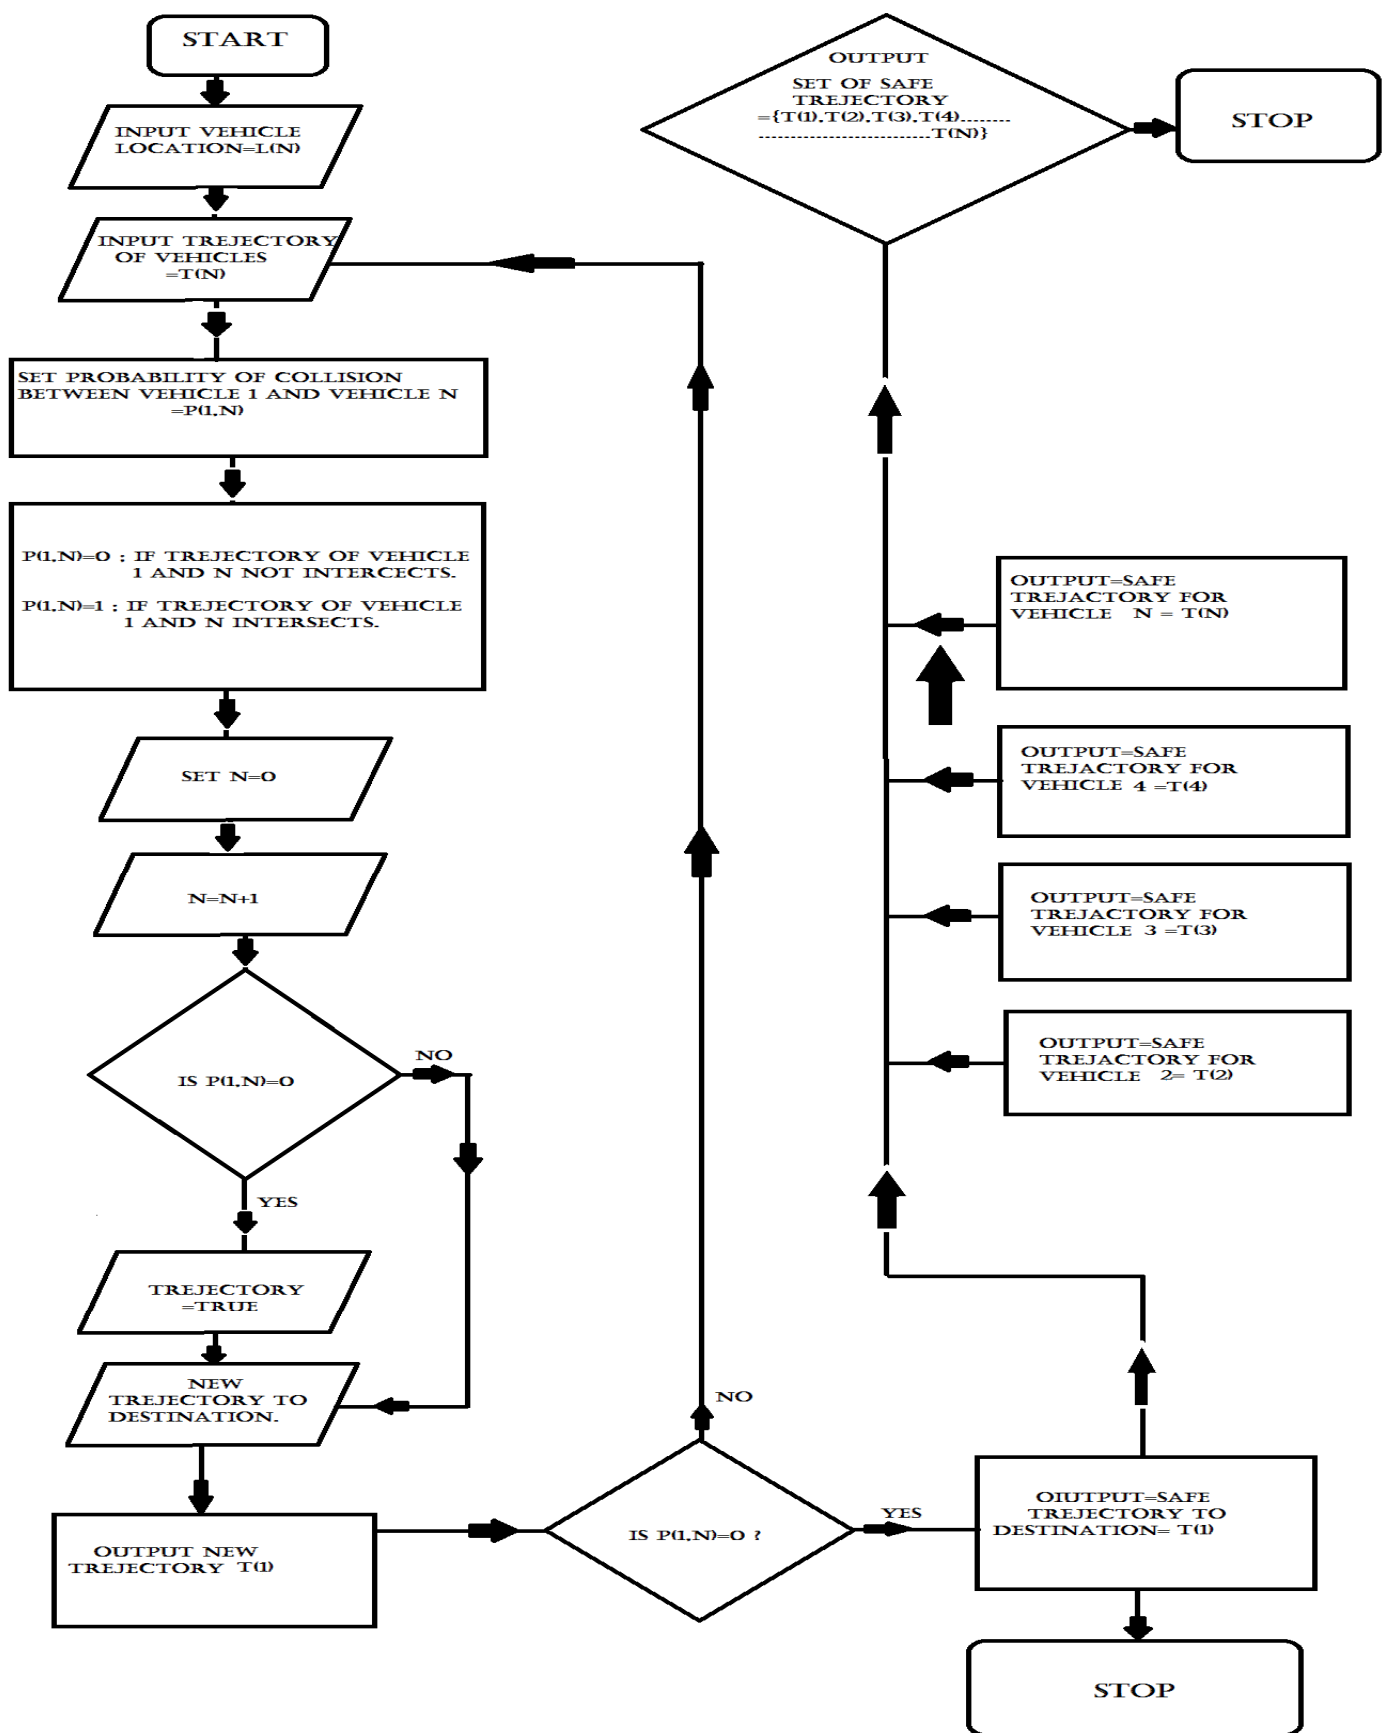 START
INPUT VEHICLE
LOCATION=L(N)
INPUT TREJECTORY
OF VEHICLES
=T(N)
SET PROBABILITY OF COLLISION
BETWEEN VEHICLE 1 AND VEHICLE N
=P(1,N)
P(1,N)=0 ; IF TREJECTORY OF VEHICLE
1 AND N NOT INTERCECTS.
P(1,N)=1 ; IF TREJECTORY OF VEHICLE
1 AND N INTERSECTS.
SET N=0
N=N+1
IS P(1,N)=0
NO
YES
TREJECTORY
=TRUE
NEW
TREJECTORY TO
DESTINATION.
OUTPUT NEW
TREJECTORY T(1)
IS P(1,N)=0 ?
NO
YES
OIUTPUT=SAFE
TREJECTORY TO
DESTINATION= T(1)
STOP
OUTPUT=SAFE
TREJACTORY FOR
VEHICLE 2= T(2)
OUTPUT=SAFE
TREJACTORY FOR
VEHICLE 3 =T(3)
OUTPUT=SAFE
TREJACTORY FOR
VEHICLE 4 =T(4)
OUTPUT=SAFE
TREJACTORY FOR
VEHICLE N = T(N)
OUTPUT
SET OF SAFE
TREJECTORY
={T(1),T(2),T(3),T(4)........
............................T(N)}
STOP